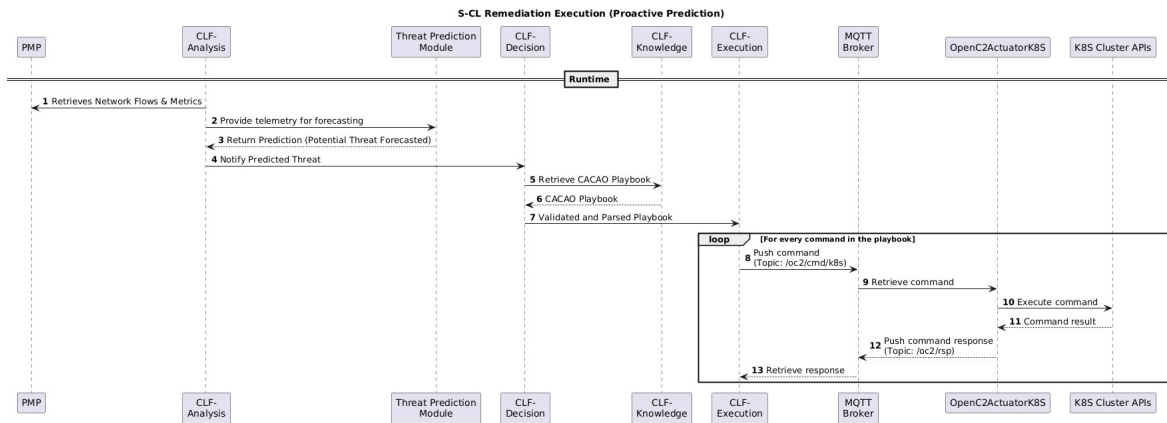 S-CL Remediation Execution (Proactive Prediction)
PMP
CLF-
Analysis
Threat Prediction
Module
CLF-
Decision
CLF-
Knowledge
CLF-
Execution
MQTT
Broker
OpenC2ActuatorK8S
K8S Cluster APIs
Runtime
1 Retrieves Network Flows & Metrics
2 Provide telemetry for forecasting
3 Return Prediction (Potential Threat Forecasted)
4 Notify Predicted Threat
5 Retrieve CACAO Playbook
6 CACAO Playbook
7 Validated and Parsed Playbook
loop [For every command in the playbook]
8 Push command
(Topic: /oc2/cmd/k8s)
9 Retrieve command
10 Execute command
11 Command result
12 Push command response
(Topic: /oc2/rsp)
13 Retrieve response
PMP
CLF-
Analysis
Threat Prediction
Module
CLF-
Decision
CLF-
Knowledge
CLF-
Execution
MQTT
Broker
OpenC2ActuatorK8S
K8S Cluster APIs